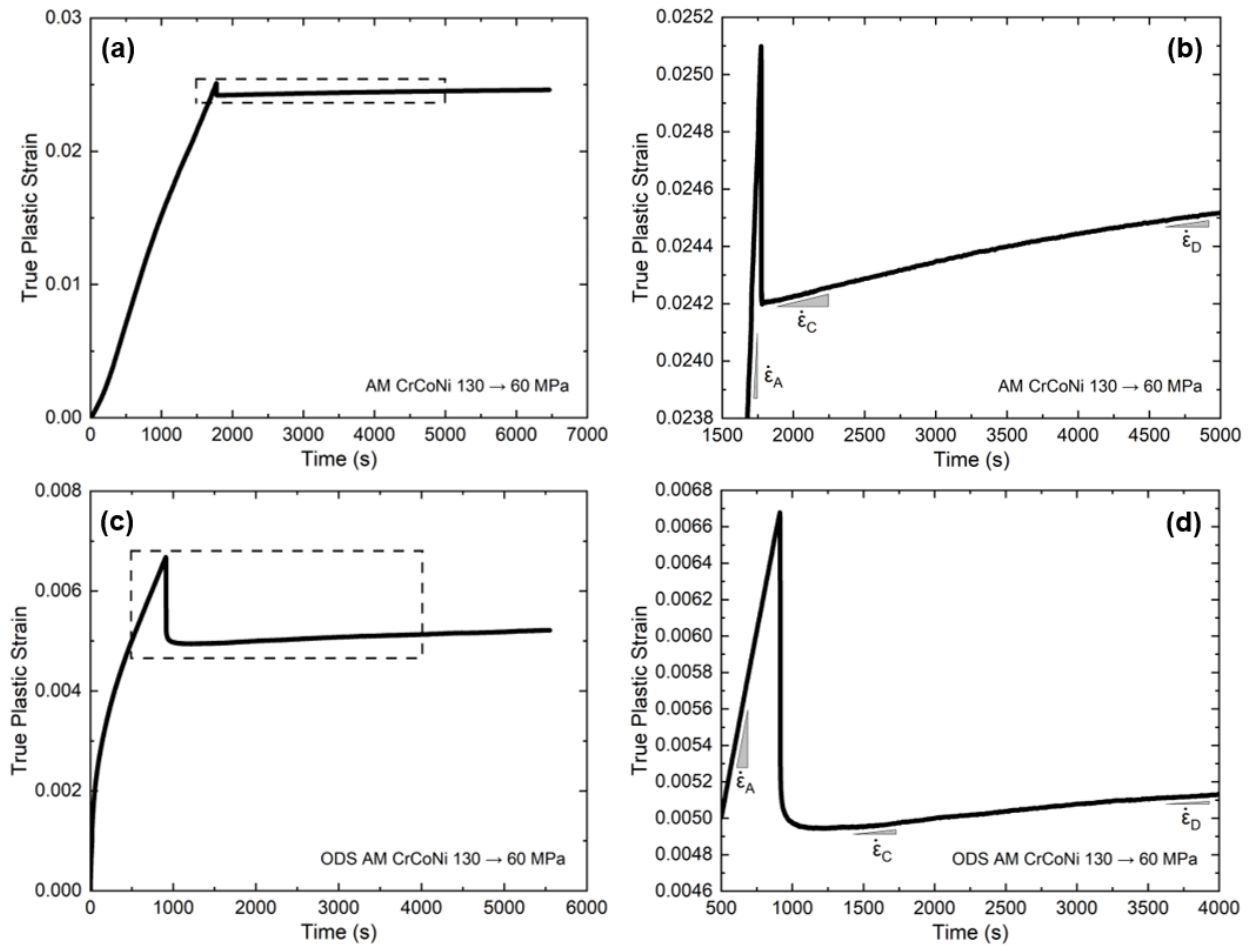 (a)
0.03
0.02
0.01
0.00
True Plastic Strain
AM CrCoNi 130 → 60 MPa
0 1000 2000 3000 4000 5000 6000 7000
Time (s)
(b)
0.0252
0.0250
0.0248
0.0246
0.0244
0.0242
0.0240
0.0238
True Plastic Strain
ε̇D
ε̇C
ε̇A
AM CrCoNi 130 → 60 MPa
1500 2000 2500 3000 3500 4000 4500 5000
Time (s)
(c)
0.008
0.006
0.004
0.002
0.000
True Plastic Strain
ODS AM CrCoNi 130 → 60 MPa
0 1000 2000 3000 4000 5000 6000
Time (s)
(d)
0.0068
0.0066
0.0064
0.0062
0.0060
0.0058
0.0056
0.0054
0.0052
0.0050
0.0048
0.0046
True Plastic Strain
ε̇A
ε̇D
ε̇C
ODS AM CrCoNi 130 → 60 MPa
500 1000 1500 2000 2500 3000 3500 4000
Time (s)